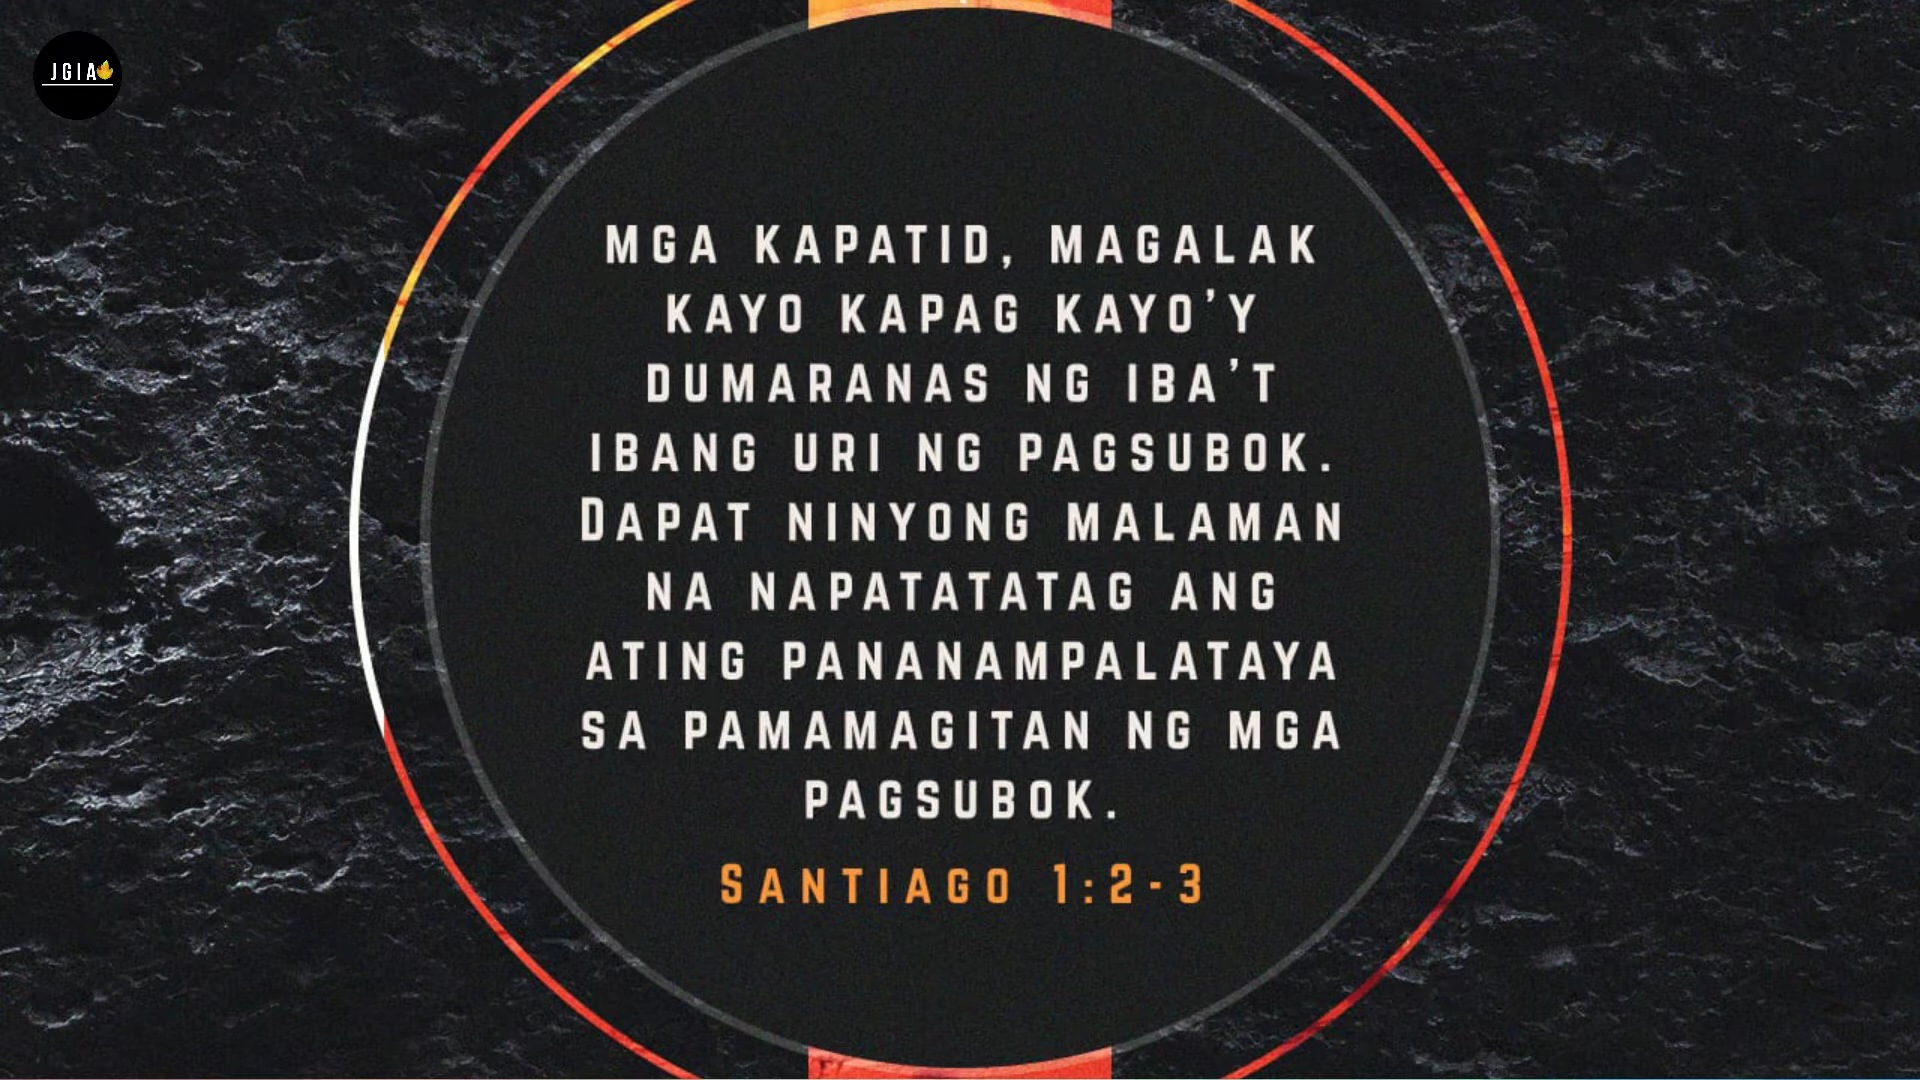 JGIA
MGA KAPATID, MAGALAK
KAYO KAPAG KAYO’Y
DUMARANAS NG IBA’T
IBANG URI NG PAGSUBOK.
DAPAT NINYONG MALAMAN
NA NAPATATATAG ANG
ATING PANANAMPALATAYA
SA PAMAMAGITAN NG MGA
PAGSUBOK.
SANTIAGO 1:2-3